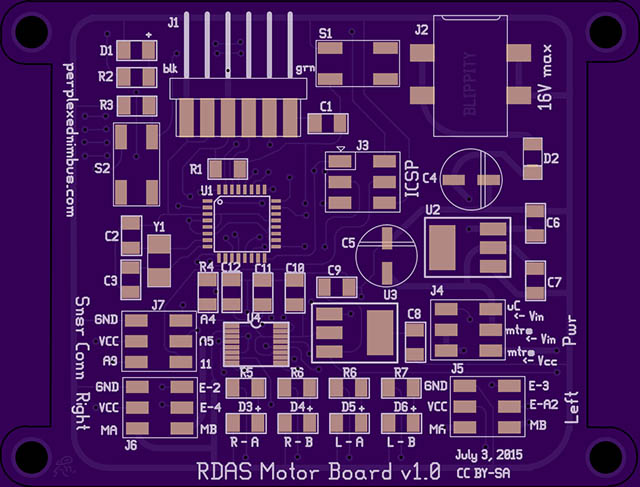 J1
S1
J2
D1 +
R2
R3
blk
grn
BLIPPITY
16V max
perplexednimbus.com
C1
S2
J3
ICSP
D2
R1
U1
C4
U2
C6
C2
Y1
C5
C3
R4 C12 C11 C10
C9
U3
C7
J4
uC
<- Vin
mtrs
<- Vin
mtrs
<- Vcc
Pwr
C8
U4
Snsr Comm
J7
GND
VCC
A3
A4
A5
11
Right
GND
VCC
MA
E-2
E-4
MB
J6
R5 R6 R6 R7
D3+ D4+ D5+ D6+
R-A R-B L-A L-B
J5
GND
VCC
MA
E-3
E-A2
MB
Left
July 3, 2015
RDAS Motor Board v1.0
CC BY-SA